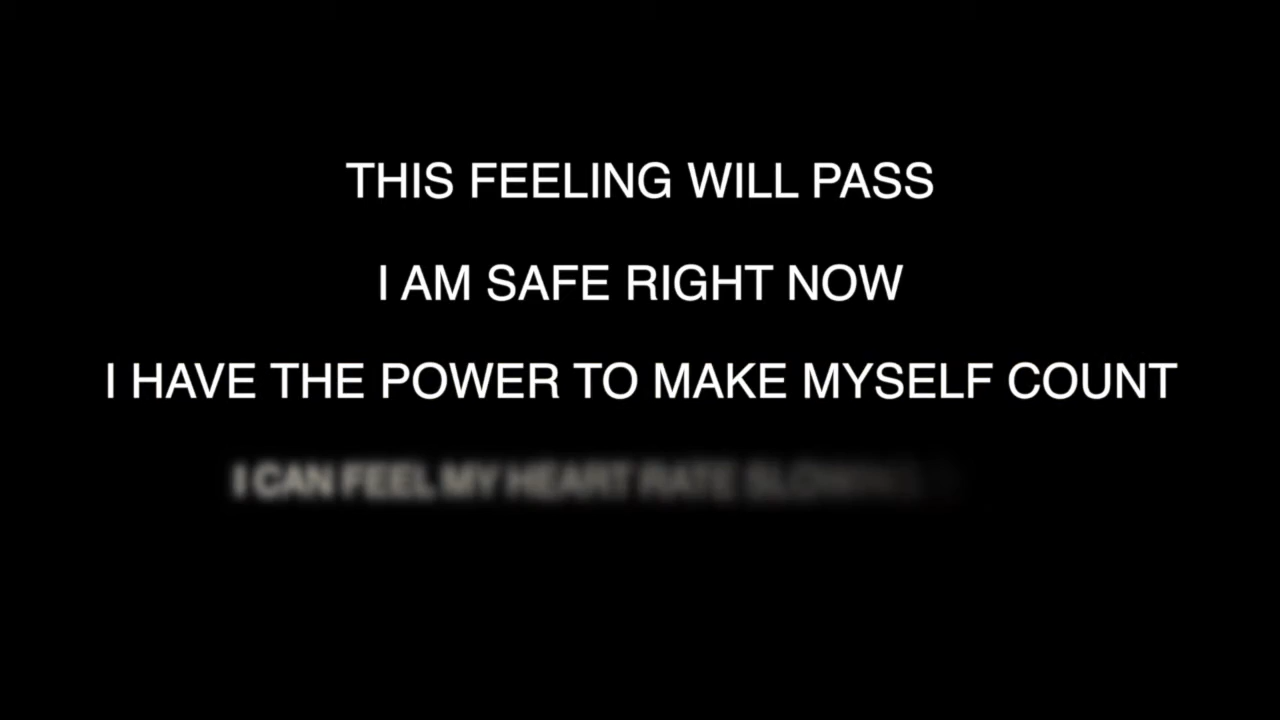 THIS FEELING WILL PASS
I AM SAFE RIGHT NOW
I HAVE THE POWER TO MAKE MYSELF COUNT
I CAN FEEL MY HEART RATE SLOWING